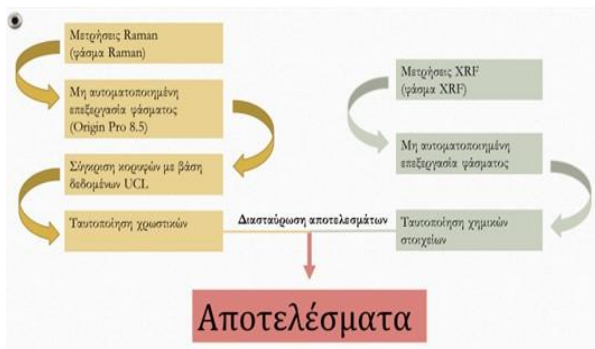 Μετρήσεις Raman
(φάσμα Raman)
Μη αυτοματοποιημένη
επεξεργασία φάσματος
(Origin Pro 8.5)
Σύγκριση κορυφών με βάση
δεδομένων UCL
Ταυτοποίηση χρωστικών
Μετρήσεις XRF
(φάσμα XRF)
Μη αυτοματοποιημένη
επεξεργασία φάσματος
Ταυτοποίηση χημικών
στοιχείων
Διασταύρωση αποτελεσμάτων
Αποτελέσματα